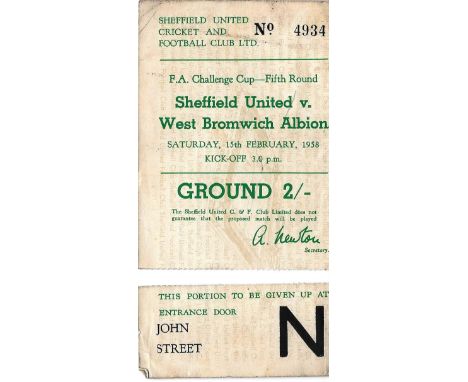 SHEFFIELD UNITED
CRICKET AND
FOOTBALL CLUB LTD.
Nº 4934
F.A. Challenge Cup—Fifth Round
Sheffield United v.
West Bromwich Albion
SATURDAY, 15th FEBRUARY, 1958
KICK-OFF 3.0 p.m.
GROUND 2/-
The Sheffield United C. & F. Club Limited does not
guarantee that the proposed match will be played
A. Newton
Secretary.
THIS PORTION TO BE GIVEN UP AT
ENTRANCE DOOR
JOHN
STREET
N